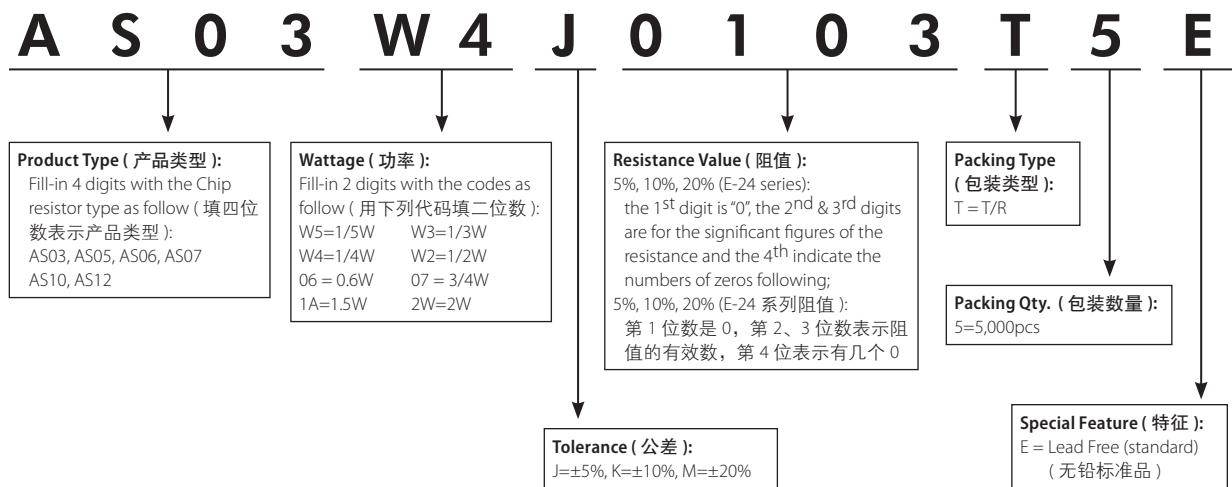 A S 0 3 W 4 J 0 1 0 3 T 5 E
Product Type ( 产品类型 ):
Fill-in 4 digits with the Chip
resistor type as follow ( 填四位
数表示产品类型 ):
AS03, AS05, AS06, AS07
AS10, AS12
Wattage ( 功率 ):
Fill-in 2 digits with the codes as
follow ( 用下列代码填二位数 ):
W5=1/5W W3=1/3W
W4=1/4W W2=1/2W
06 = 0.6W 07 = 3/4W
1A=1.5W 2W=2W
Resistance Value ( 阻值 ):
5%, 10%, 20% (E-24 series):
the 1st digit is "0", the 2nd & 3rd digits
are for the significant figures of the
resistance and the 4th indicate the
numbers of zeros following;
5%, 10%, 20% (E-24 系列阻值 ):
第 1 位数是 0，第 2、3 位数表示阻
值的有效数，第 4 位表示有几个 0
Packing Type
( 包装类型 ):
T = T/R
Packing Qty. ( 包装数量 ):
5=5,000pcs
Tolerance ( 公差 ):
J=±5%, K=±10%, M=±20%
Special Feature ( 特征 ):
E = Lead Free (standard)
( 无铅标准品 )